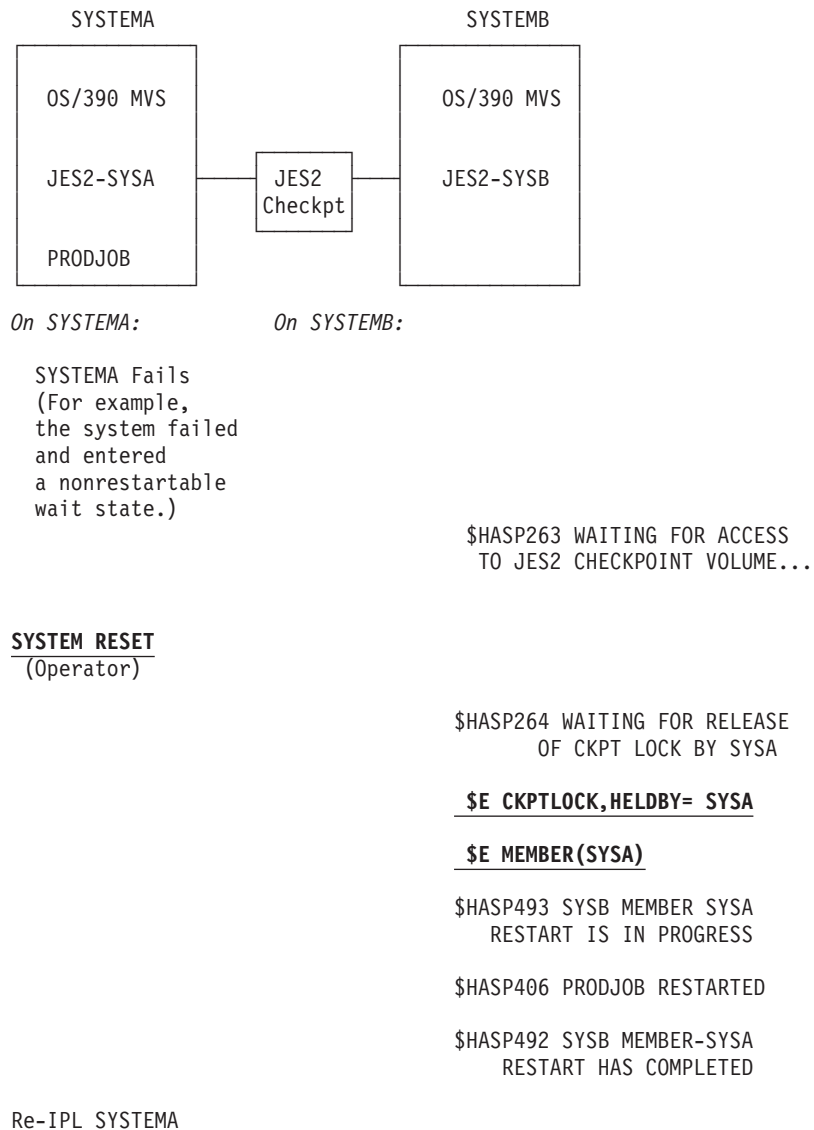 SYSTEMA SYSTEMB
OS/390 MVS OS/390 MVS
JES2-SYSA JES2 JES2-SYSB
Checkpt
PRODJOB
On SYSTEMA: On SYSTEMB:
SYSTEMA Fails
(For example,
the system failed
and entered
a nonrestartable
wait state.)
$HASP263 WAITING FOR ACCESS
TO JES2 CHECKPOINT VOLUME...
SYSTEM RESET
(Operator)
$HASP264 WAITING FOR RELEASE
OF CKPT LOCK BY SYSA
$E CKPTLOCK,HELDBY= SYSA
$E MEMBER(SYSA)
$HASP493 SYSB MEMBER SYSA
RESTART IS IN PROGRESS
$HASP406 PRODJOB RESTARTED
$HASP492 SYSB MEMBER-SYSA
RESTART HAS COMPLETED
Re-IPL SYSTEMA